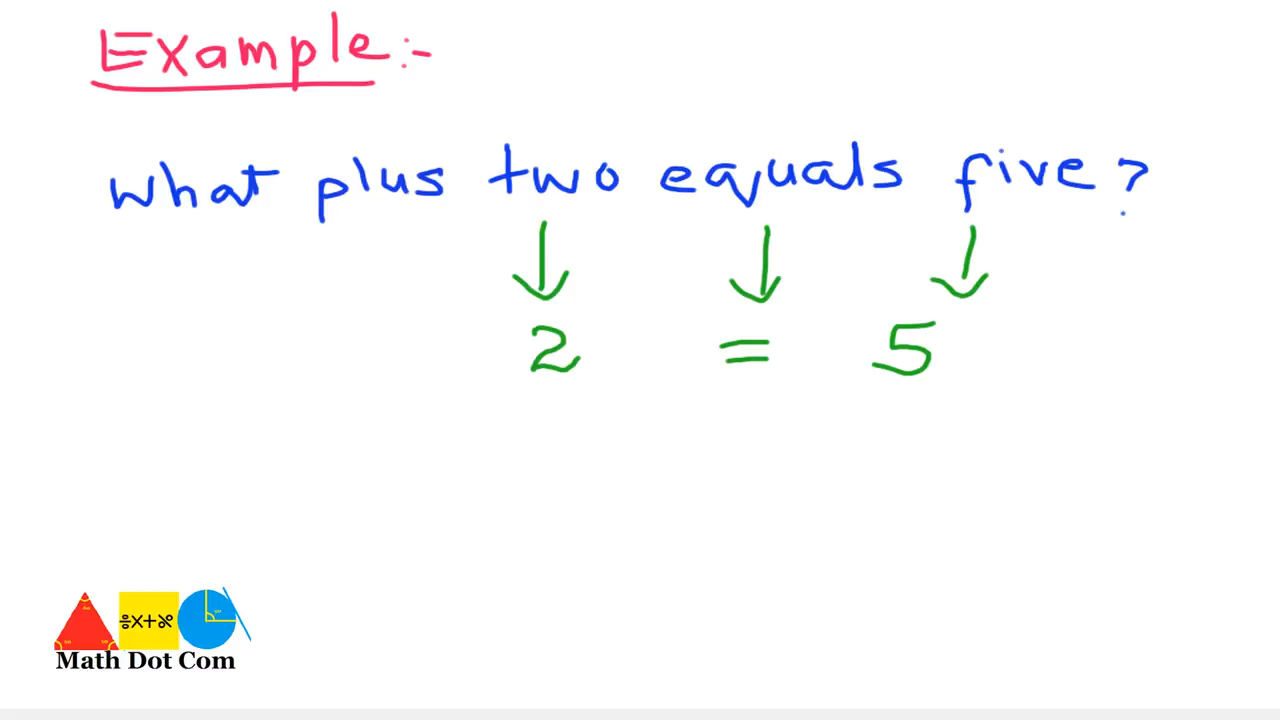 Example:-
What plus two equals five?
2 = 5
÷x+%
Math Dot Com